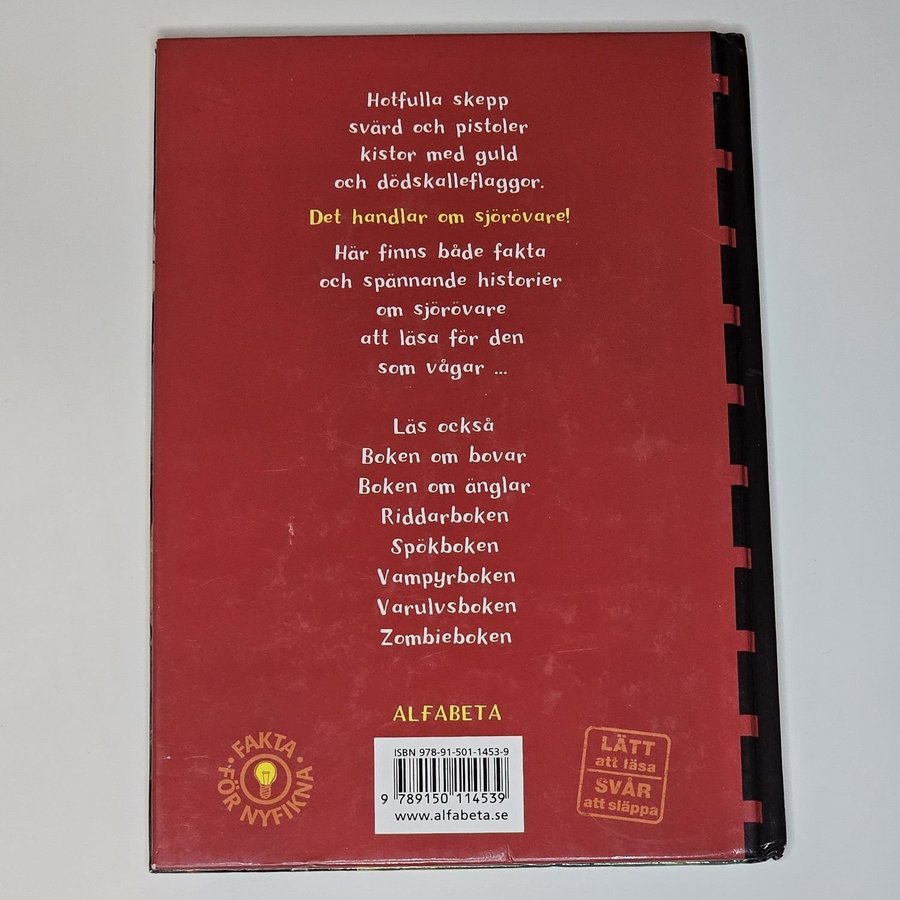 Hotfulla skepp
svärd och pistoler
kistor med guld
och dödskalleflaggor.
Det handlar om sjörövare!
Här finns både fakta
och spännande historier
om sjörövare
att läsa för den
som vågar ...
Läs också
Boken om bovar
Boken om änglar
Riddarboken
Spökboken
Vampyrboken
Varulvsboken
Zombieboken
ALFABETA
• FAKTA •
FÖR NYFIKNA
ISBN 978-91-501-1453-9
9 789150 114539
www.alfabeta.se
LÄTT
att läsa
SVÅR
att släppa